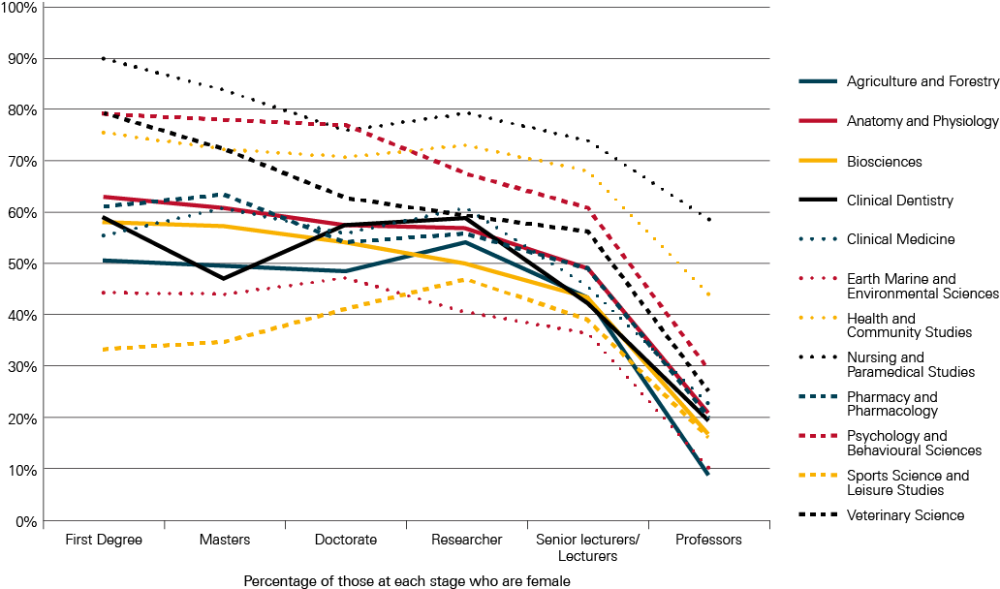 100%
90%
80%
70%
60%
50%
40%
30%
20%
10%
0%
First Degree
Masters
Doctorate
Researcher
Senior lecturers/
Lecturers
Professors
Percentage of those at each stage who are female
Agriculture and Forestry
Anatomy and Physiology
Biosciences
Clinical Dentistry
Clinical Medicine
Earth Marine and
Environmental Sciences
Health and
Community Studies
Nursing and
Paramedical Studies
Pharmacy and
Pharmacology
Psychology and
Behavioural Sciences
Sports Science and
Leisure Studies
Veterinary Science